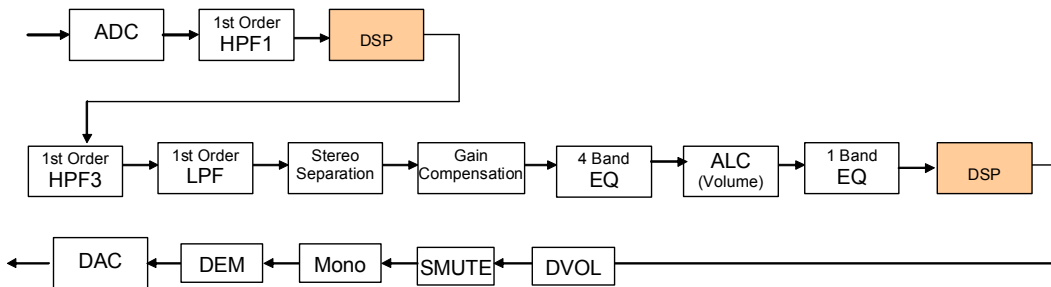 ADC
1st Order
HPF1
DSP
1st Order
HPF3
1st Order
LPF
Stereo
Separation
Gain
Compensation
4 Band
EQ
ALC
(Volume)
1 Band
EQ
DSP
DAC
DEM
Mono
SMUTE
DVOL